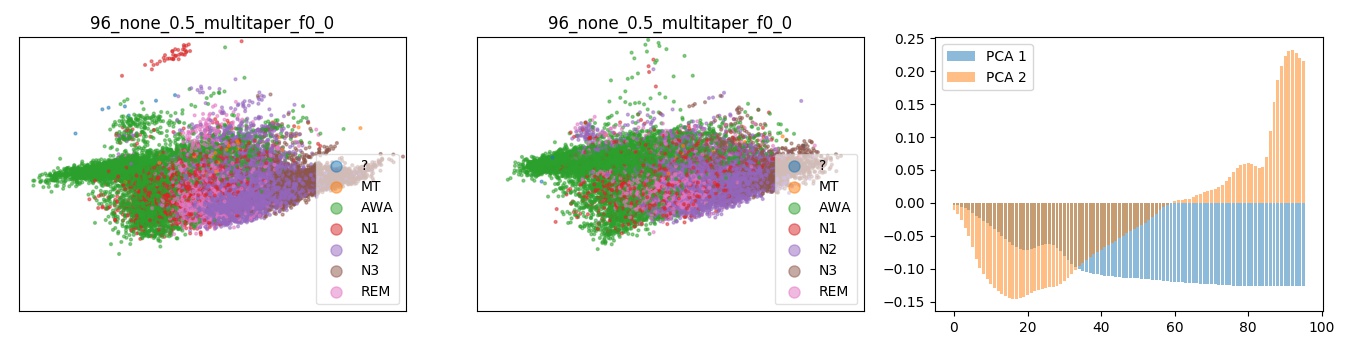 96_none_0.5_multitaper_f0_0
?
MT
AWA
N1
N2
N3
REM
96_none_0.5_multitaper_f0_0
?
MT
AWA
N1
N2
N3
REM
PCA 1
PCA 2
0.25
0.20
0.15
0.10
0.05
0.00
−0.05
−0.10
−0.15
0 20 40 60 80 100